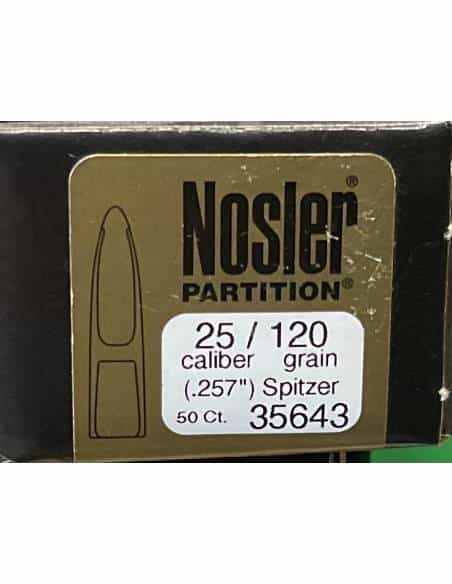 Nosler®
PARTITION®
25 / 120
caliber grain
(.257") Spitzer
50 Ct. 35643